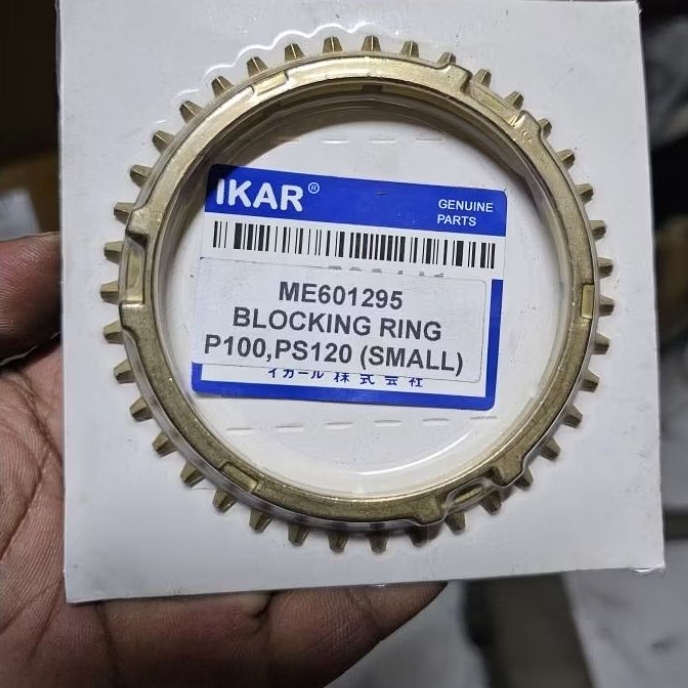 IKAR®
GENUINE
PARTS
ME601295
BLOCKING RING
P100,PS120 (SMALL)
イカール 株式会社